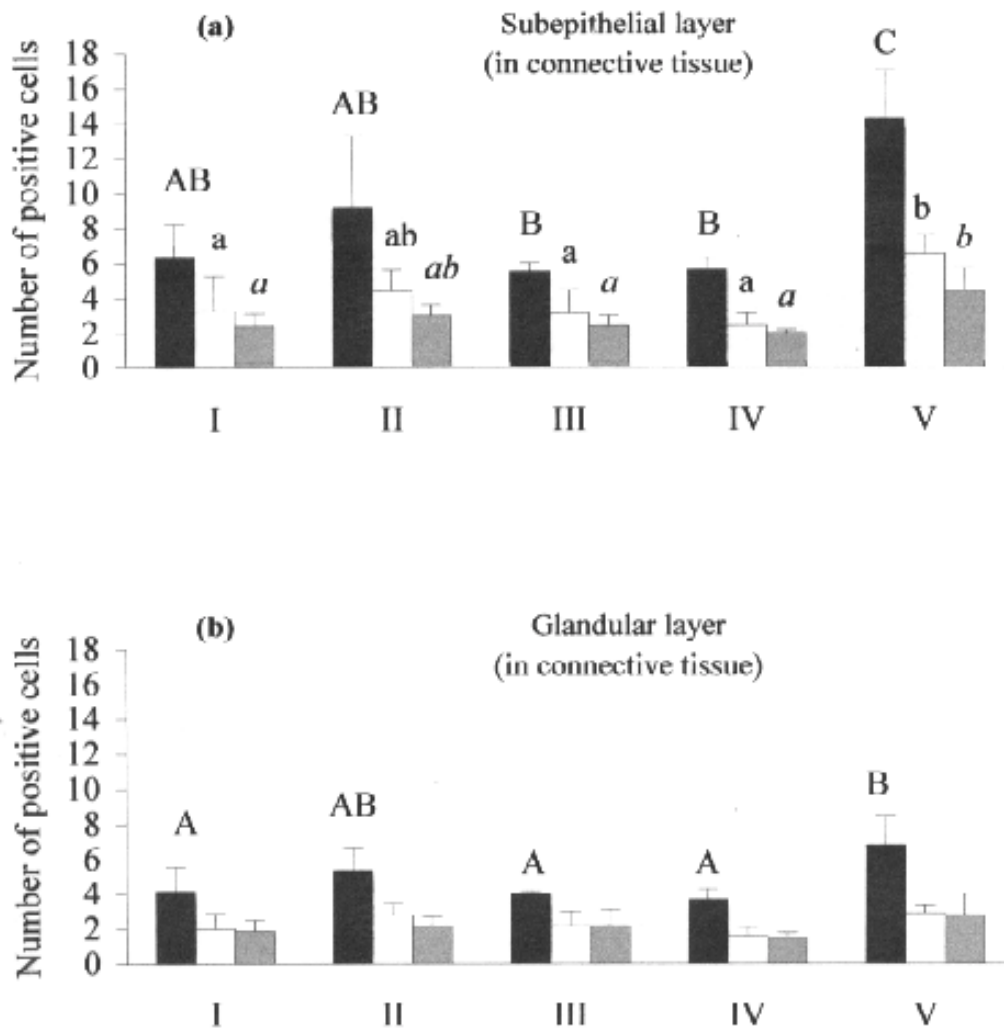 (a) Subepithelial layer
(in connective tissue)
Number of positive cells
18
16
14
12
10
8
6
4
2
0
AB a a
AB ab ab
B a a
B a a
C b b
I II III IV V
(b) Glandular layer
(in connective tissue)
Number of positive cells
18
16
14
12
10
8
6
4
2
0
A AB A A B
I II III IV V